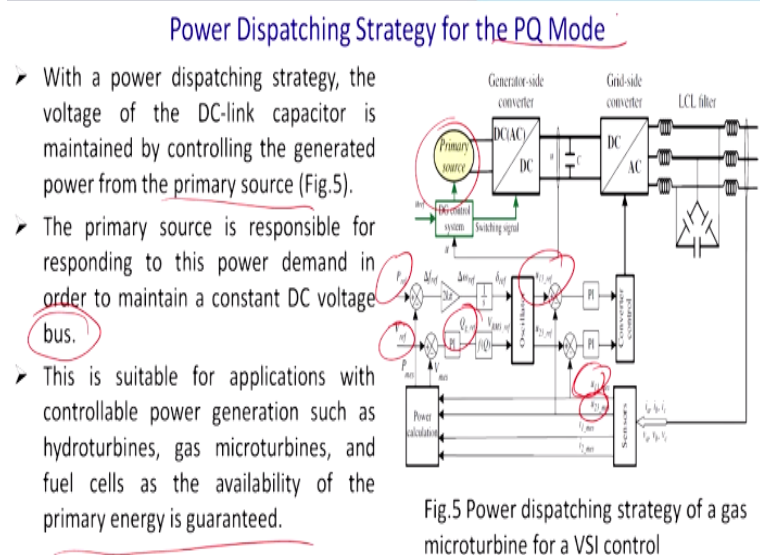 Power Dispatching Strategy for the PQ Mode
➢ With a power dispatching strategy, the
voltage of the DC-link capacitor is
maintained by controlling the generated
power from the primary source (Fig.5).
➢ The primary source is responsible for
responding to this power demand in
order to maintain a constant DC voltage
bus.
➢ This is suitable for applications with
controllable power generation such as
hydroturbines, gas microturbines, and
fuel cells as the availability of the
primary energy is guaranteed.
Generator-side
converter
Grid-side
converter
LCL filter
DC(AC)
DC
DC
AC
Primary
source
C
DG control
system
Switching signal
Oscillator
PI
PI
PI
Converter
control
Power
calculation
Sensors
Fig.5 Power dispatching strategy of a gas
microturbine for a VSI control